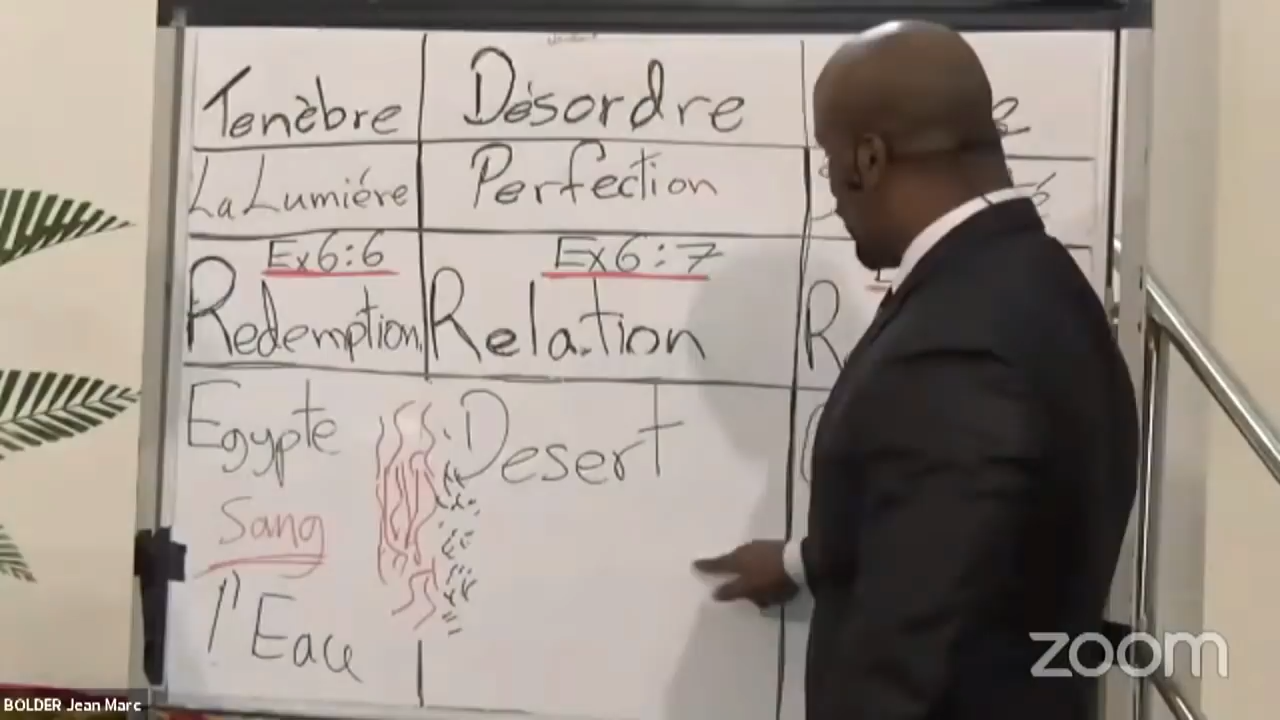 Tenèbre Désordre
La Lumiére Perfection
Ex6:6 Ex6:7
Redemption Relation
Egypte Desert
Sang
l'Eau
zoom
BOLDER Jean Marc